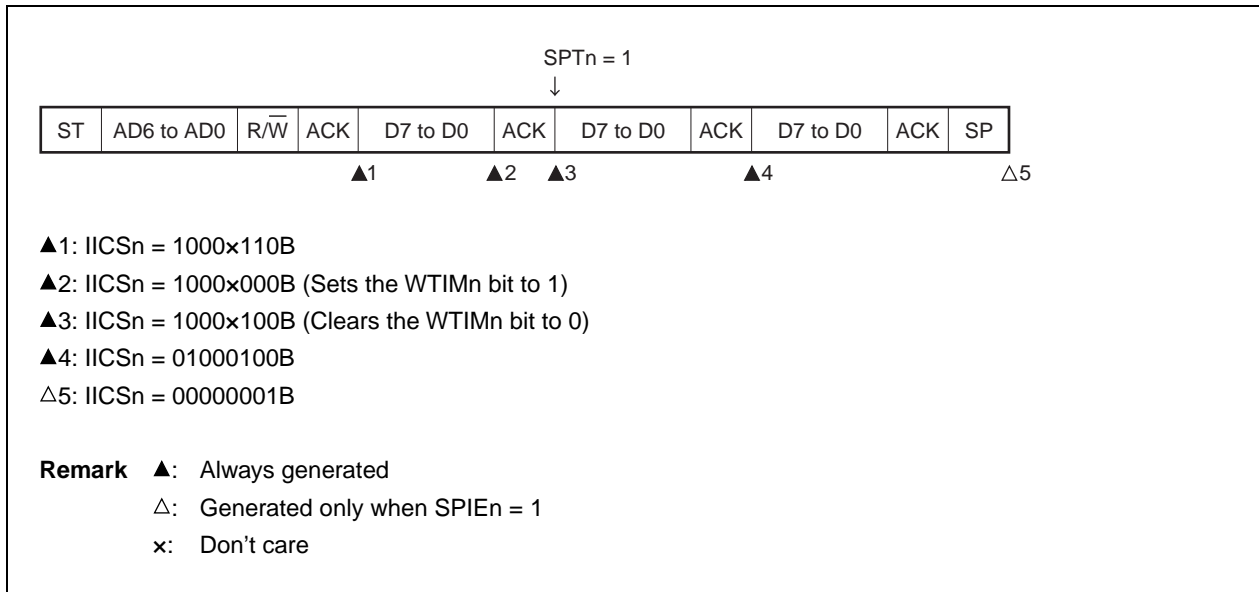 SPTn = 1
↓
ST AD6 to AD0 R/W̅ ACK D7 to D0 ACK D7 to D0 ACK D7 to D0 ACK SP
▲1 ▲2 ▲3 ▲4 △5
▲1: IICSn = 1000×110B
▲2: IICSn = 1000×000B (Sets the WTIMn bit to 1)
▲3: IICSn = 1000×100B (Clears the WTIMn bit to 0)
▲4: IICSn = 01000100B
△5: IICSn = 00000001B
Remark ▲: Always generated
△: Generated only when SPIEn = 1
×: Don't care